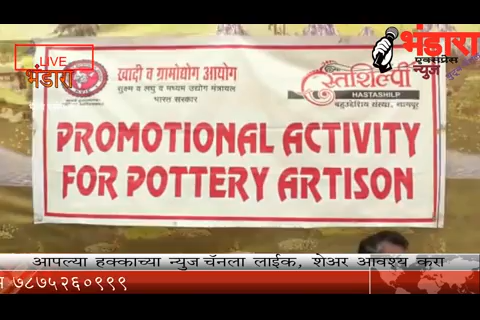 LIVE
भंडारा
भंडारा
एक्सप्रेस
न्युज
खादी व ग्रामोयोग आयोग
सुक्ष्म व लघु व मध्यम उद्योग मंत्रायल
भारत सरकार
हस्तशिल्पी
HASTASHILP
बहुउद्देशिय संस्था, नागपूर
PROMOTIONAL ACTIVITY
FOR POTTERY ARTISON
आपल्या हक्काच्या न्युज चॅनला लाईक, शेअर आवश्य करा
७८७५२६०९९९